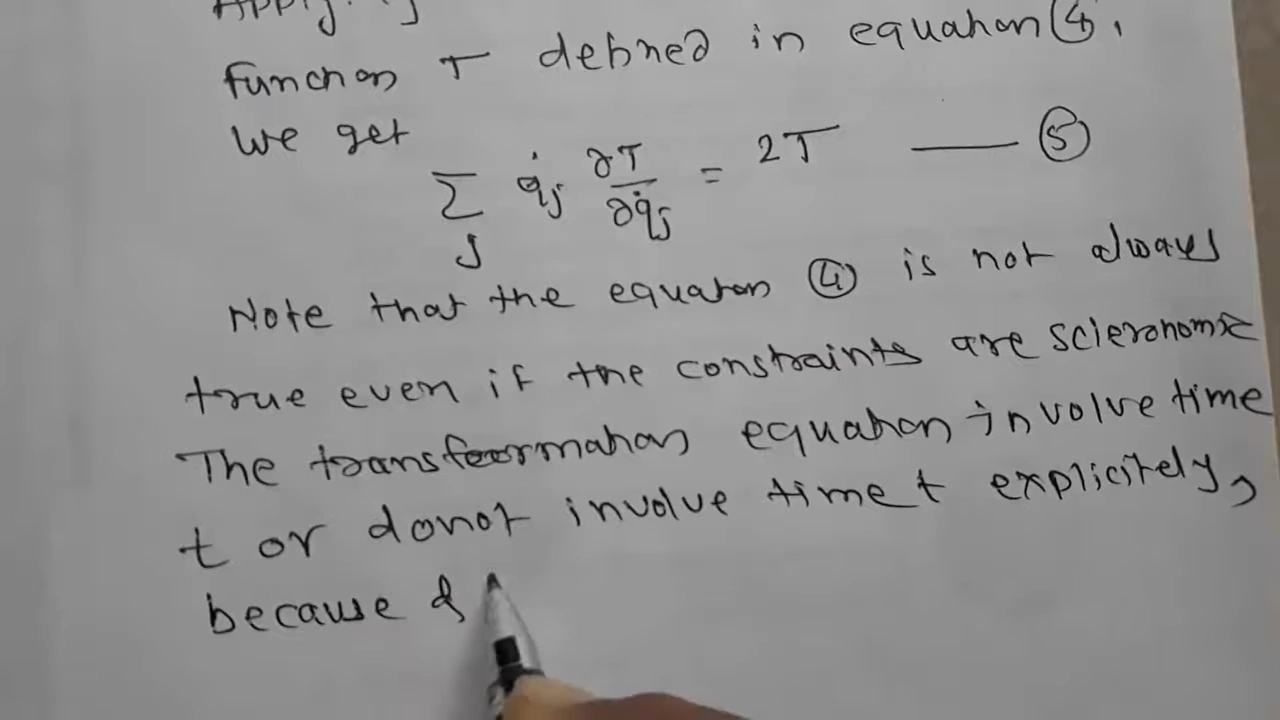 function T defined in equation ④,
we get
∑ⱼ q̇ⱼ ∂T/∂q̇ⱼ = 2T —— ⑤
Note that the equation ④ is not always
true even if the constraints are scleronomic
The transformation equation involve time
t or donot involve time t explicitely,
because